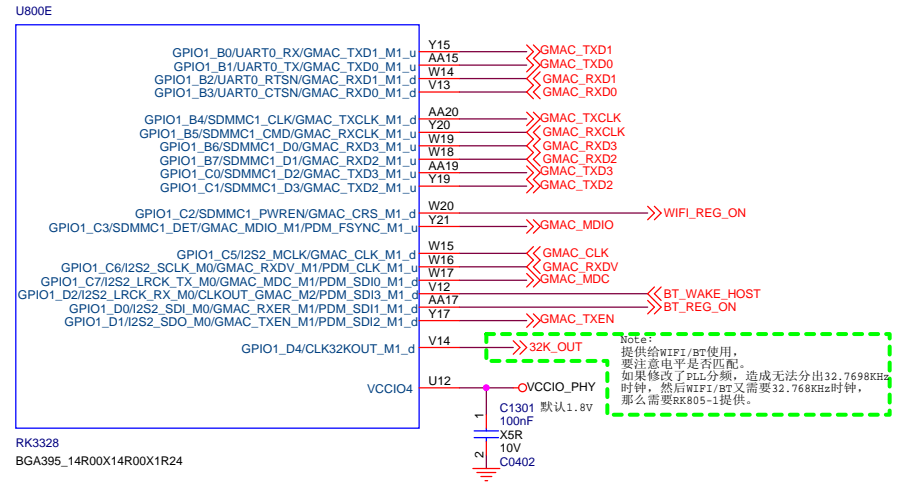 U800E
GPIO1_B0/UART0_RX/GMAC_TXD1_M1_u Y15 GMAC_TXD1
GPIO1_B1/UART0_TX/GMAC_TXD0_M1_u AA15 GMAC_TXD0
GPIO1_B2/UART0_RTSN/GMAC_RXD1_M1_d W14 GMAC_RXD1
GPIO1_B3/UART0_CTSN/GMAC_RXD0_M1_d V13 GMAC_RXD0
GPIO1_B4/SDMMC1_CLK/GMAC_TXCLK_M1_d AA20 GMAC_TXCLK
GPIO1_B5/SDMMC1_CMD/GMAC_RXCLK_M1_u Y20 GMAC_RXCLK
GPIO1_B6/SDMMC1_D0/GMAC_RXD3_M1_u W19 GMAC_RXD3
GPIO1_B7/SDMMC1_D1/GMAC_RXD2_M1_u W18 GMAC_RXD2
GPIO1_C0/SDMMC1_D2/GMAC_TXD3_M1_u AA19 GMAC_TXD3
GPIO1_C1/SDMMC1_D3/GMAC_TXD2_M1_u Y19 GMAC_TXD2
GPIO1_C2/SDMMC1_PWREN/GMAC_CRS_M1_d W20 WIFI_REG_ON
GPIO1_C3/SDMMC1_DET/GMAC_MDIO_M1/PDM_FSYNC_M1_u Y21 GMAC_MDIO
GPIO1_C5/I2S2_MCLK/GMAC_CLK_M1_d W15 GMAC_CLK
GPIO1_C6/I2S2_SCLK_M0/GMAC_RXDV_M1/PDM_CLK_M1_u W16 GMAC_RXDV
GPIO1_C7/I2S2_LRCK_TX_M0/GMAC_MDC_M1/PDM_SDI0_M1_d W17 GMAC_MDC
GPIO1_D2/I2S2_LRCK_RX_M0/CLKOUT_GMAC_M2/PDM_SDI3_M1_d V12 BT_WAKE_HOST
GPIO1_D0/I2S2_SDI_M0/GMAC_RXER_M1/PDM_SDI1_M1_d AA17 BT_REG_ON
GPIO1_D1/I2S2_SDO_M0/GMAC_TXEN_M1/PDM_SDI2_M1_d Y17 GMAC_TXEN
GPIO1_D4/CLK32KOUT_M1_d V14 32K_OUT
Note:
提供给WIFI/BT使用,
要注意电平是否匹配。
如果修改了PLL分频, 造成无法分出32.7698KHz
时钟, 然后WIFI/BT又需要32.768KHz时钟,
那么需要RK805-1提供。
VCCIO4 U12 VCCIO_PHY
默认1.8V
1
C1301
100nF
X5R
10V
2
C0402
RK3328
BGA395_14R00X14R00X1R24